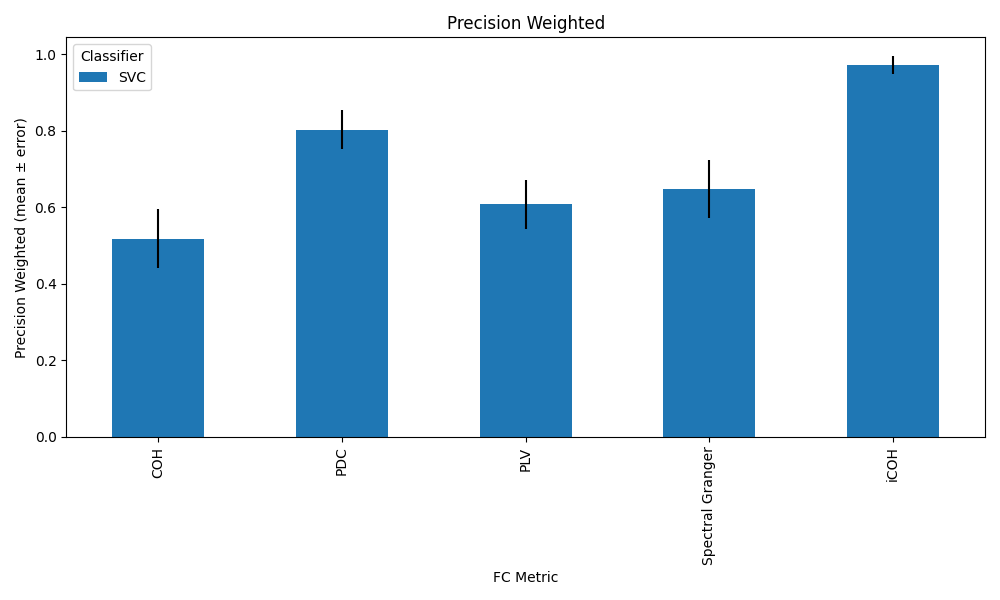 Precision Weighted
Classifier
SVC
Precision Weighted (mean ± error)
1.0
0.8
0.6
0.4
0.2
0.0
COH
PDC
PLV
Spectral Granger
iCOH
FC Metric